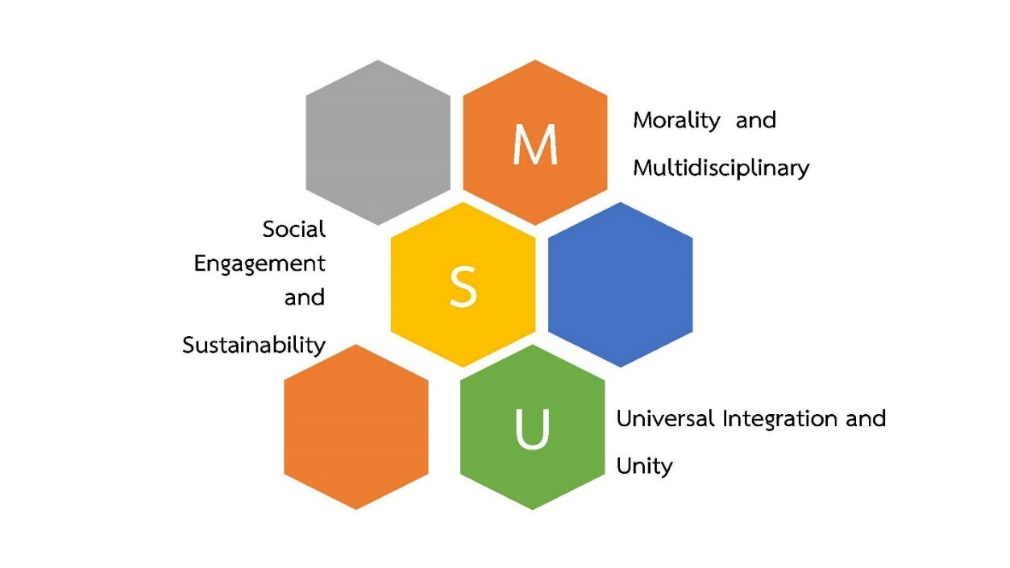 M
Morality and
Multidisciplinary
Social
Engagement
and
Sustainability
S
U
Universal Integration and
Unity